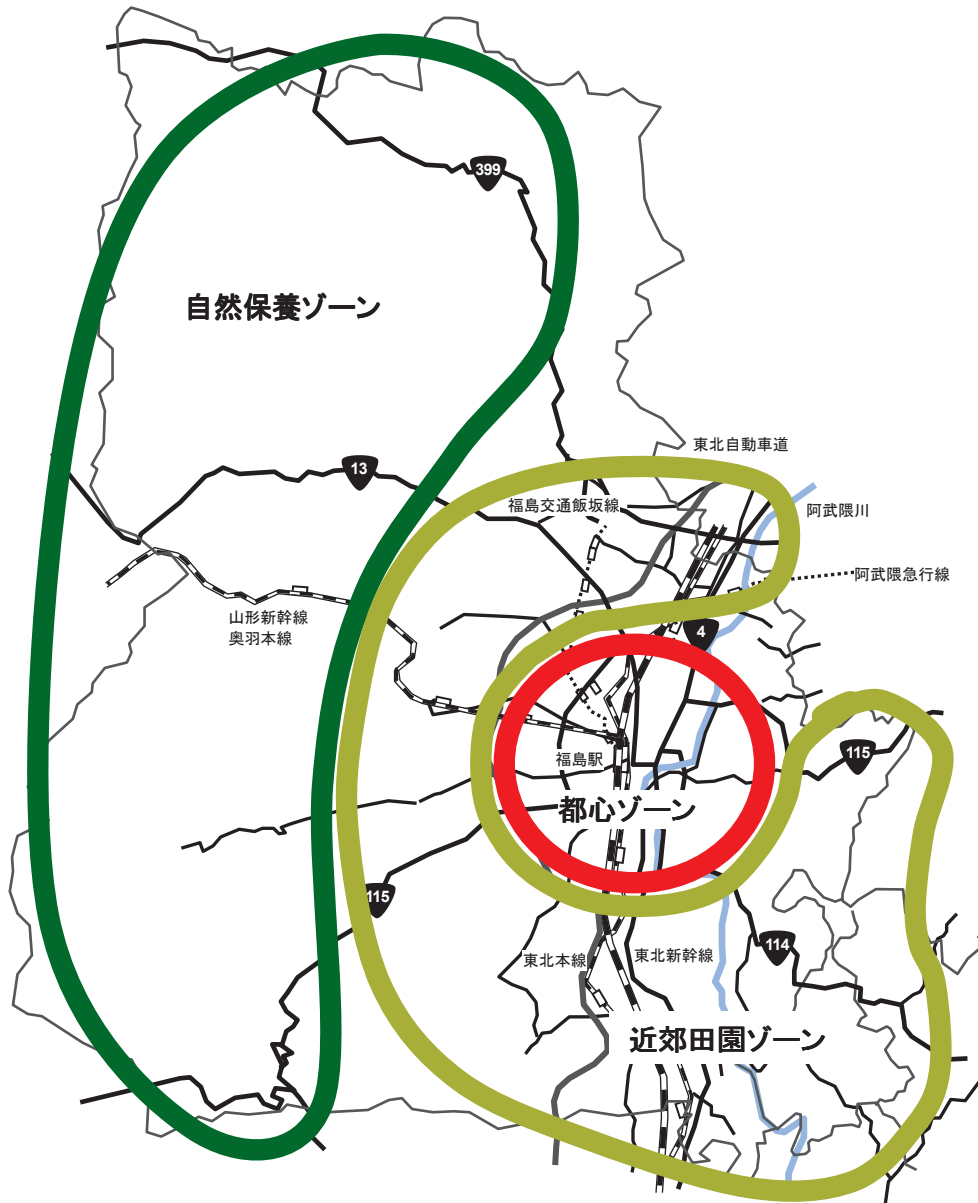 399
自然保養ゾーン
東北自動車道
13
福島交通飯坂線
阿武隈川
阿武隈急行線
山形新幹線
奥羽本線
4
福島駅
115
都心ゾーン
115
114
東北本線
東北新幹線
近郊田園ゾーン